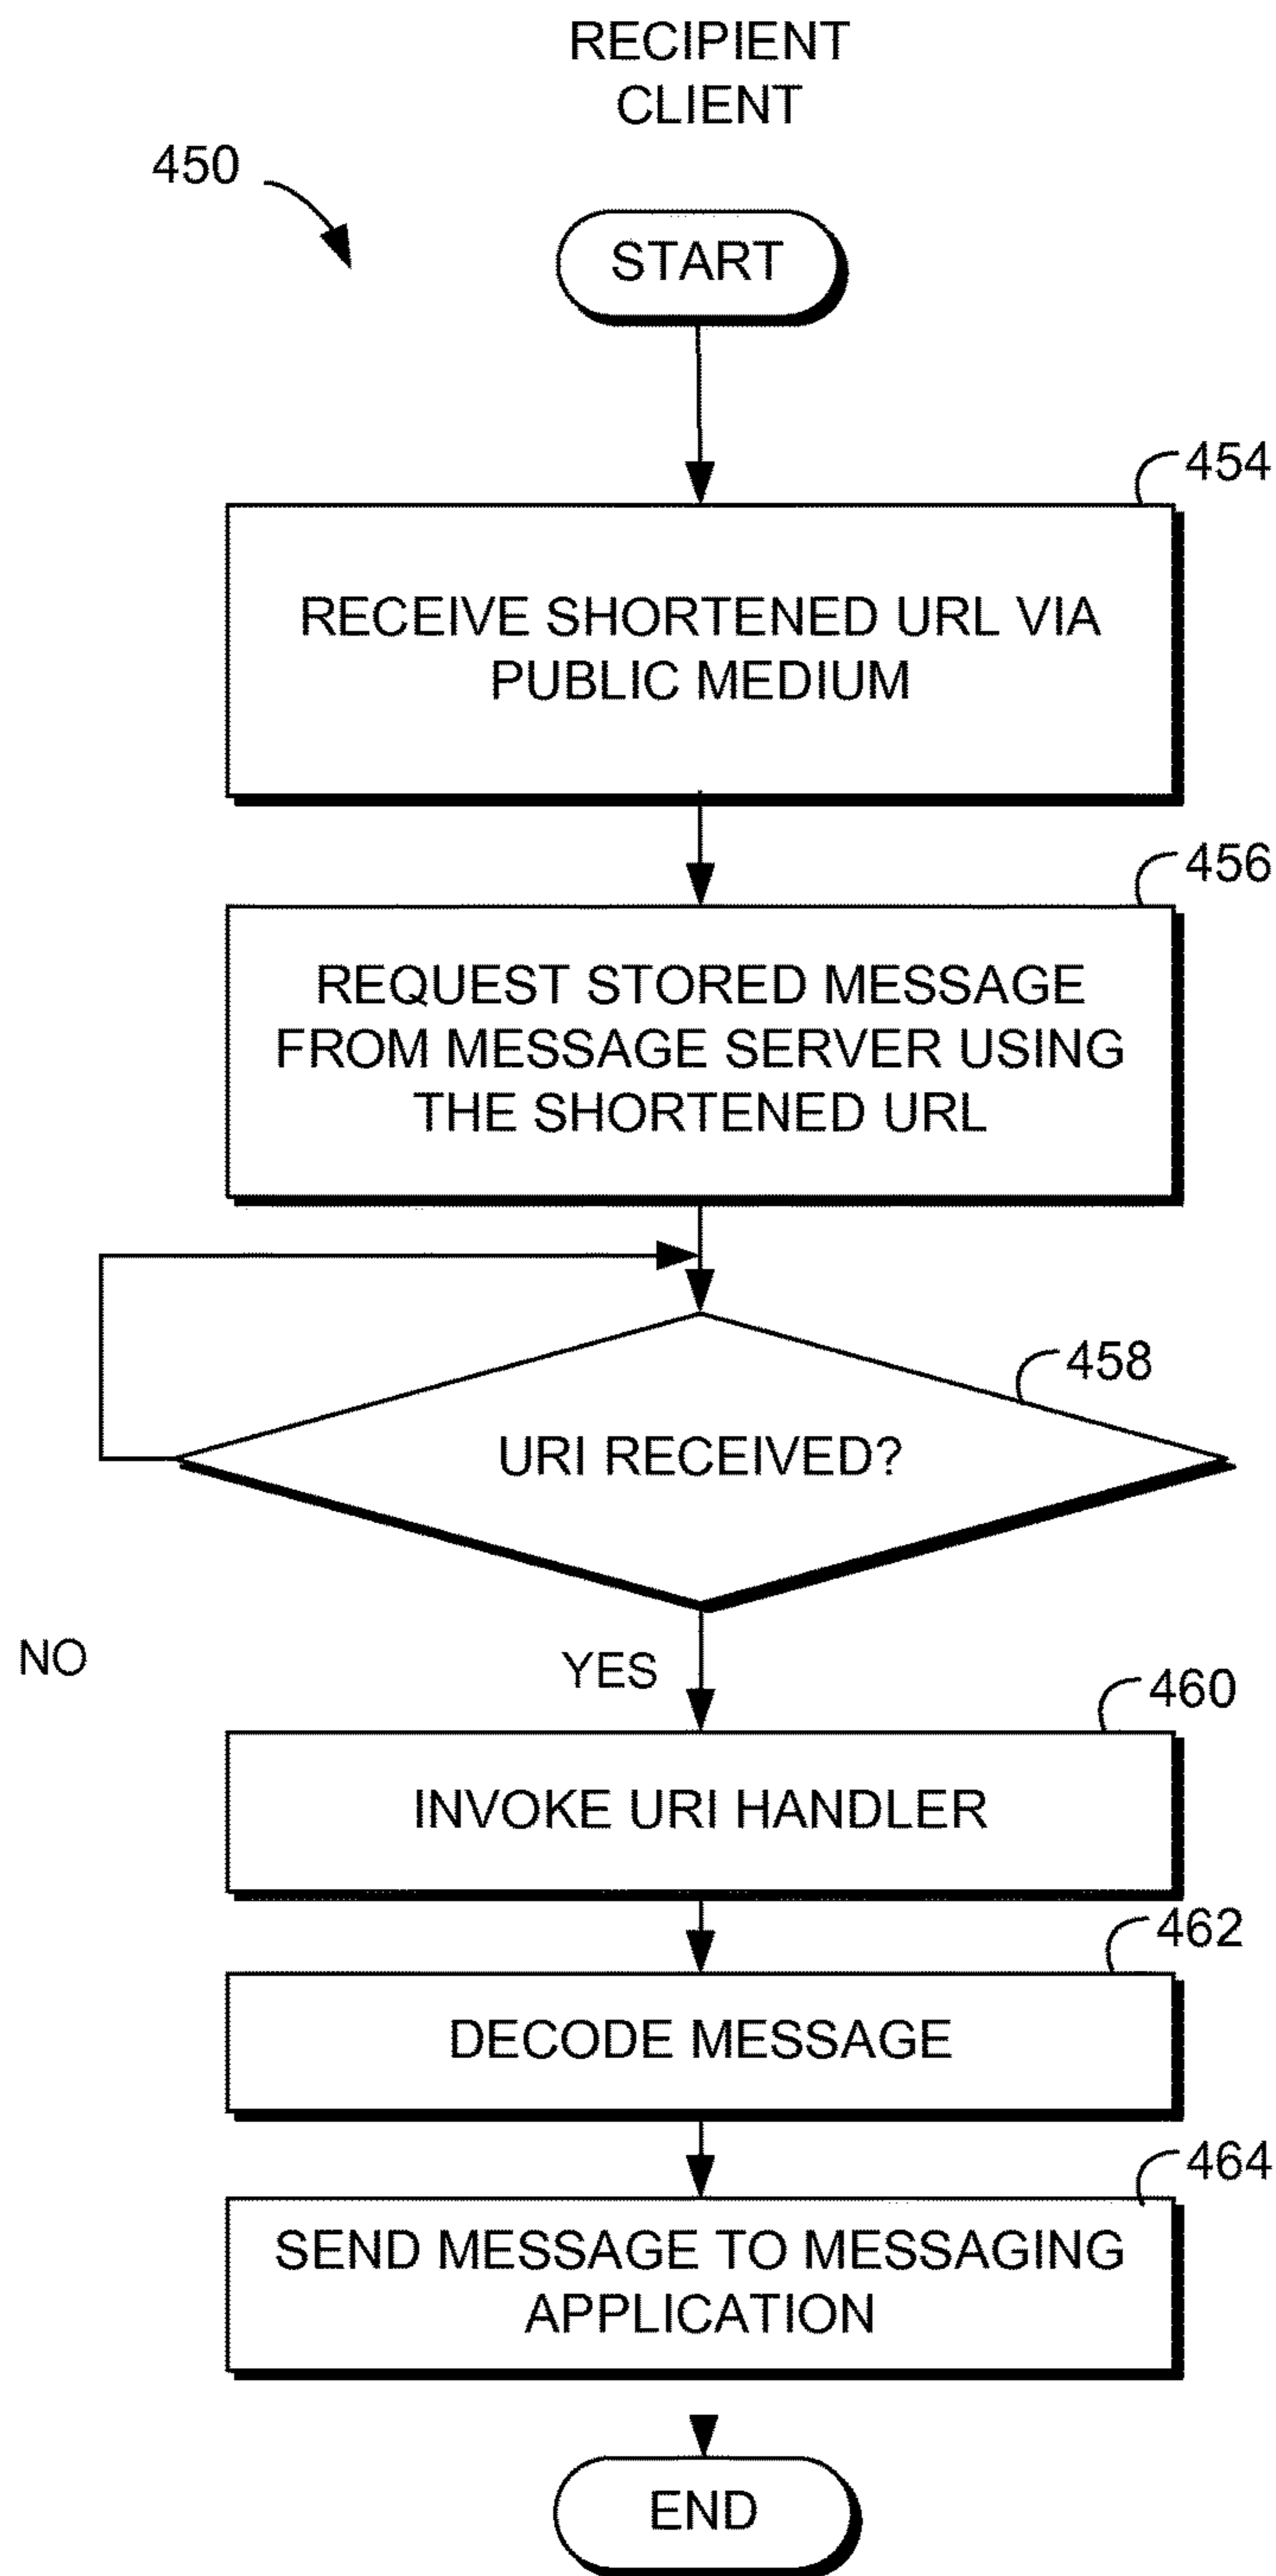 RECIPIENT
CLIENT
450
START
454
RECEIVE SHORTENED URL VIA
PUBLIC MEDIUM
456
REQUEST STORED MESSAGE
FROM MESSAGE SERVER USING
THE SHORTENED URL
458
URI RECEIVED?
NO
YES
460
INVOKE URI HANDLER
462
DECODE MESSAGE
464
SEND MESSAGE TO MESSAGING
APPLICATION
END